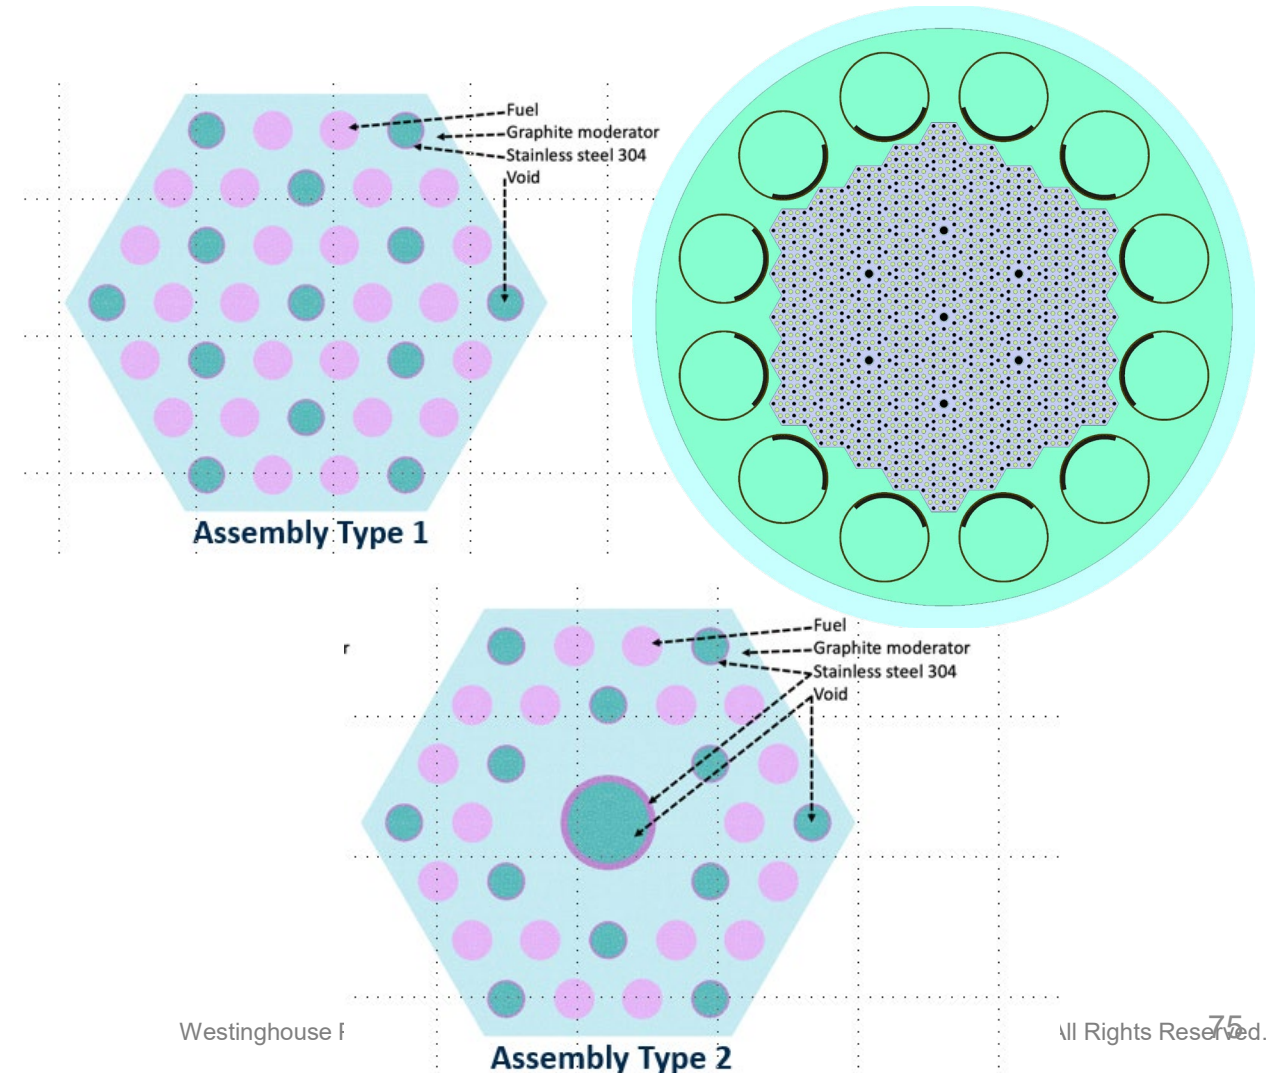 Fuel
Graphite moderator
Stainless steel 304
Void
Assembly Type 1
Fuel
Graphite moderator
Stainless steel 304
Void
r
Westinghouse
All Rights Reserved.
75
Assembly Type 2